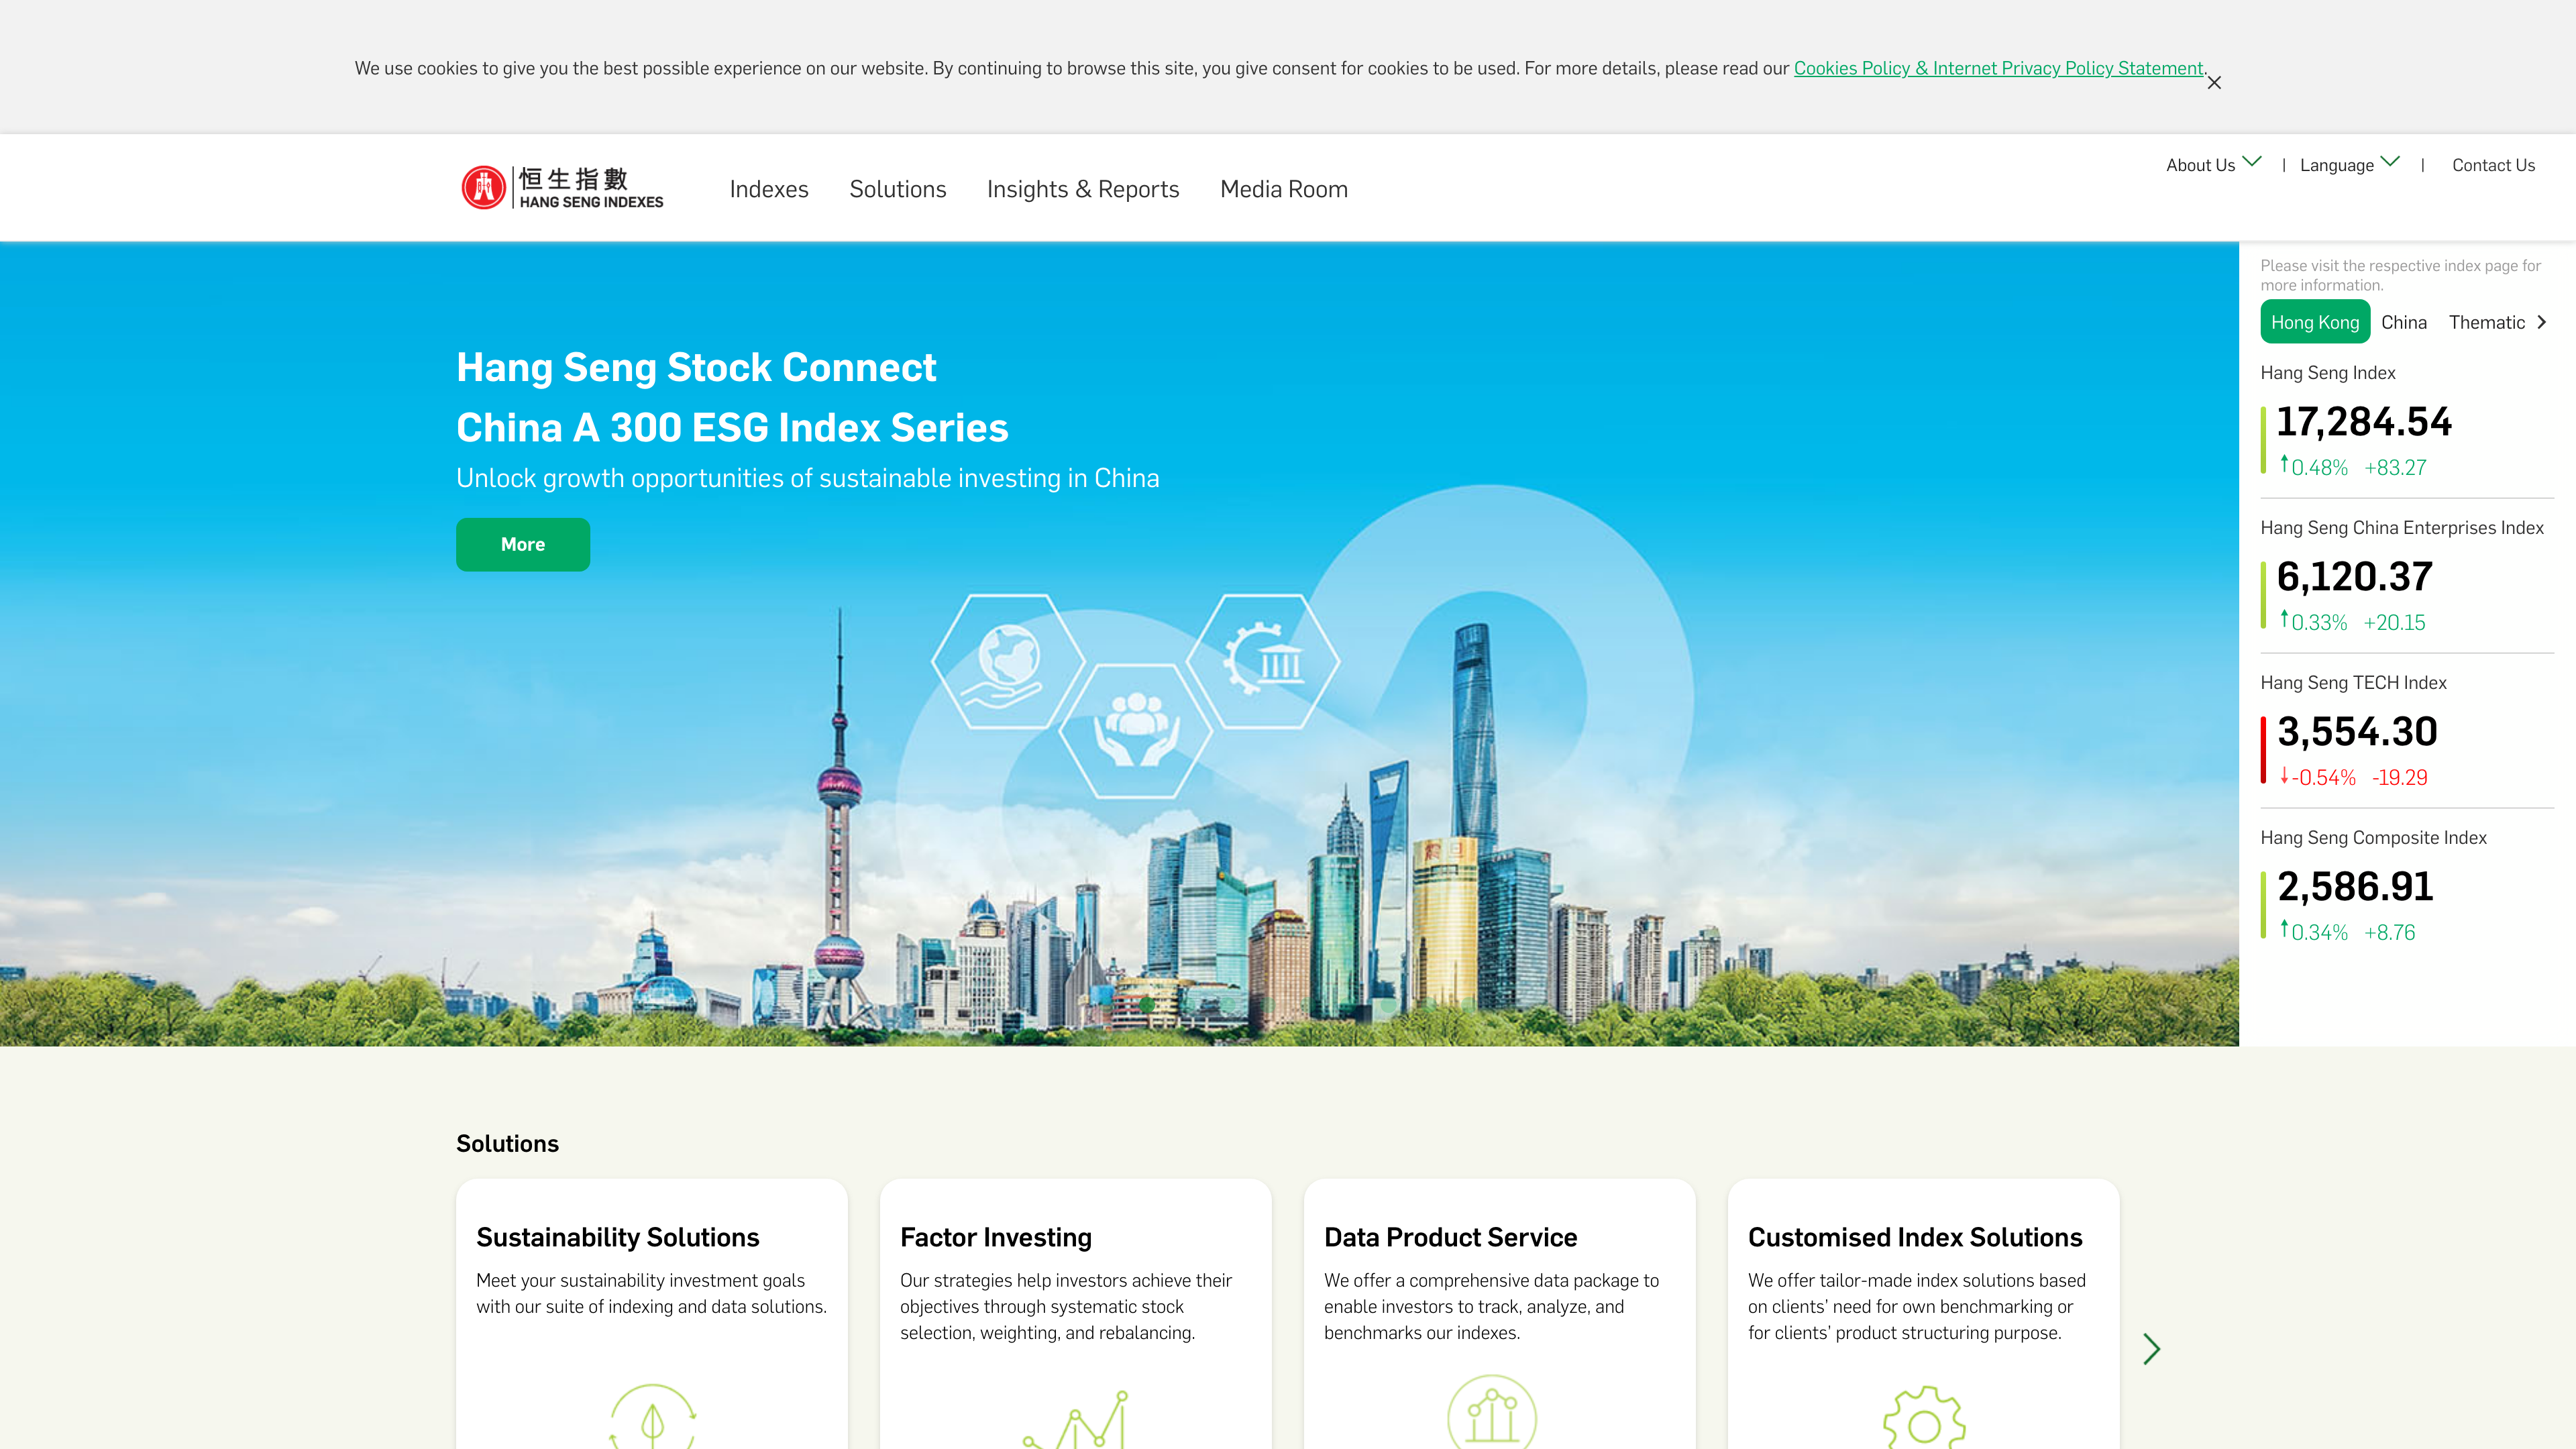 We use cookies to give you the best possible experience on our website. By continuing to browse this site, you give consent for cookies to be used. For more details, please read our Cookies Policy & Internet Privacy Policy Statement.
About Us | Language | Contact Us
恒生指數
HANG SENG INDEXES
Indexes Solutions Insights & Reports Media Room
Hang Seng Stock Connect
China A 300 ESG Index Series
Unlock growth opportunities of sustainable investing in China
More
Please visit the respective index page for
more information.
Hong Kong China Thematic
Hang Seng Index
17,284.54
0.48% +83.27
Hang Seng China Enterprises Index
6,120.37
0.33% +20.15
Hang Seng TECH Index
3,554.30
-0.54% -19.29
Hang Seng Composite Index
2,586.91
0.34% +8.76
Solutions
Sustainability Solutions
Meet your sustainability investment goals
with our suite of indexing and data solutions.
Factor Investing
Our strategies help investors achieve their
objectives through systematic stock
selection, weighting, and rebalancing.
Data Product Service
We offer a comprehensive data package to
enable investors to track, analyze, and
benchmarks our indexes.
Customised Index Solutions
We offer tailor-made index solutions based
on clients’ need for own benchmarking or
for clients’ product structuring purpose.